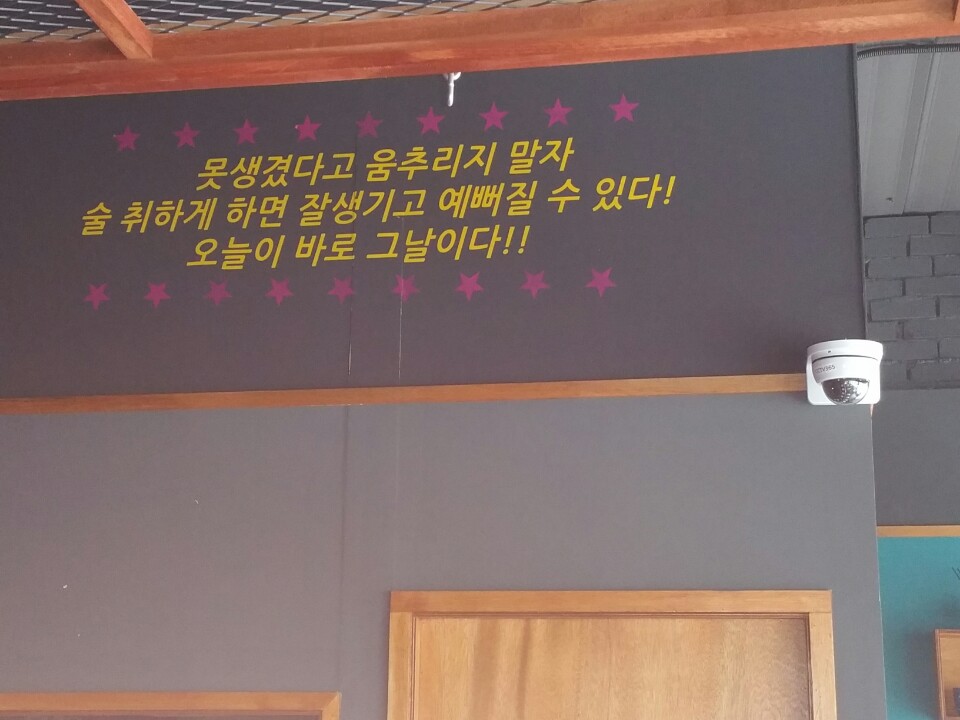 못생겼다고 움추리지 말자
술 취하게 하면 잘생기고 예뻐질 수 있다!
오늘이 바로 그날이다!!